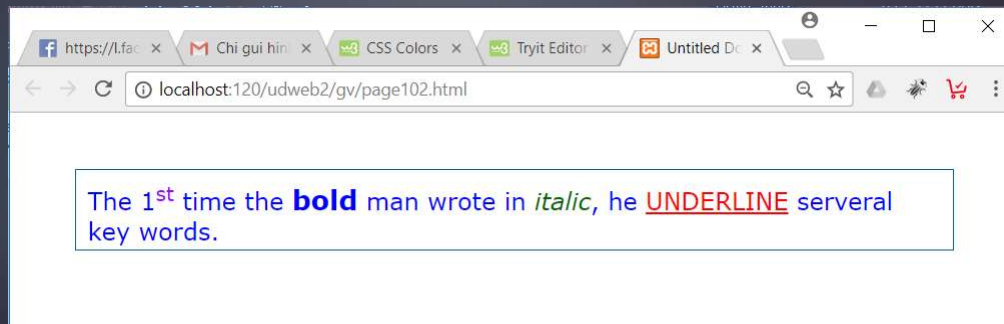 https://l.fac
Chi gui hin
CSS Colors
Tryit Editor
Untitled Do
localhost:120/udweb2/gv/page102.html
The 1st time the bold man wrote in italic, he UNDERLINE serveral
key words.